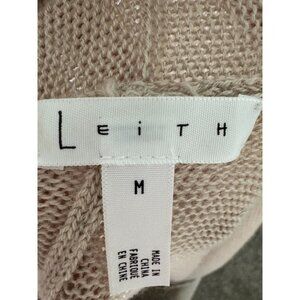 LEiTH
M
MADE IN
CHINA
FABRIQUÉ
EN CHINE